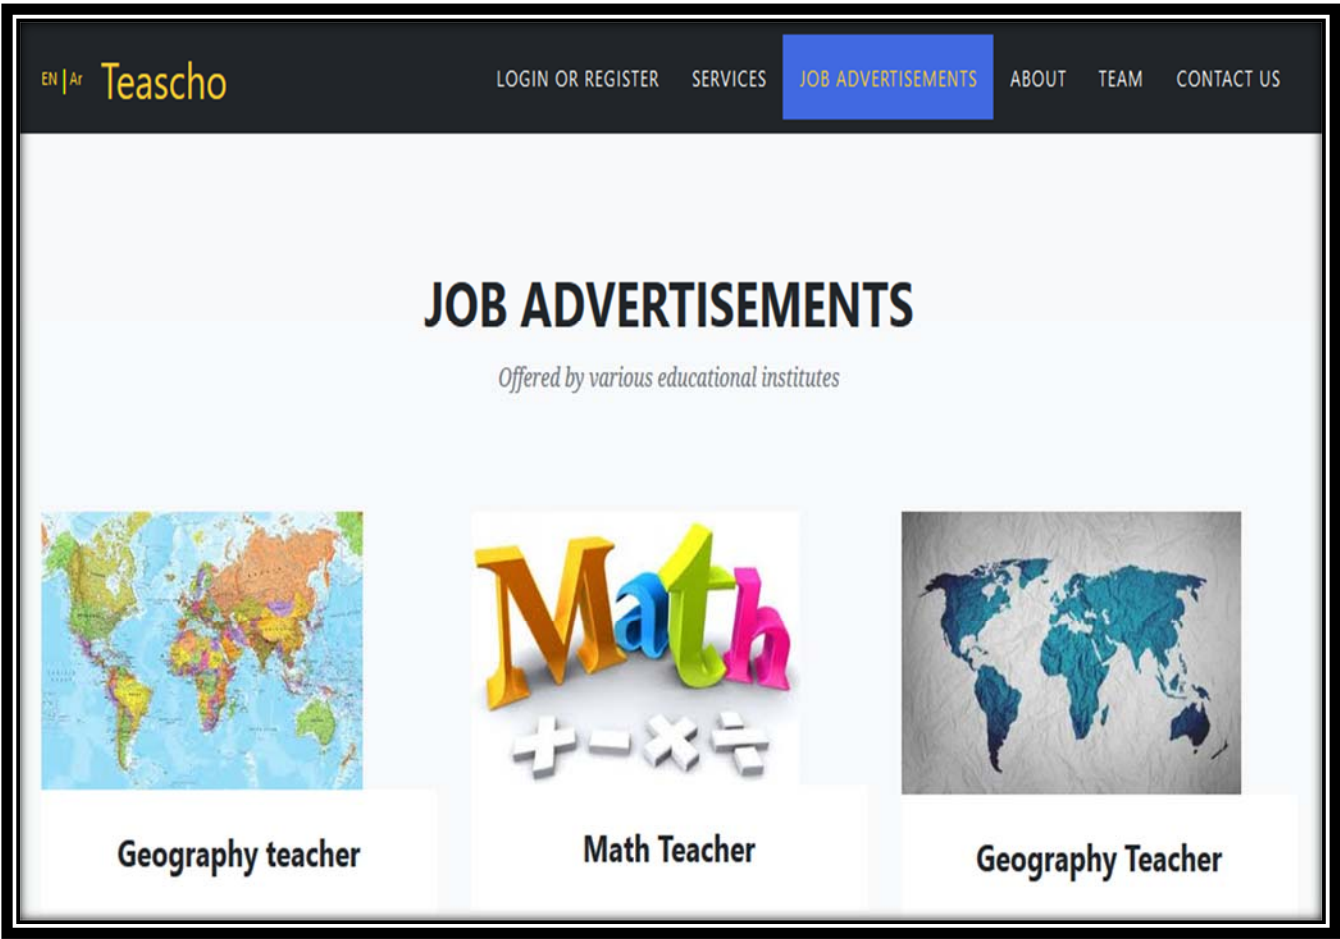 EN | Ar Teascho LOGIN OR REGISTER SERVICES JOB ADVERTISEMENTS ABOUT TEAM CONTACT US
JOB ADVERTISEMENTS
Offered by various educational institutes
Math
+ − × ÷
Geography teacher
Math Teacher
Geography Teacher